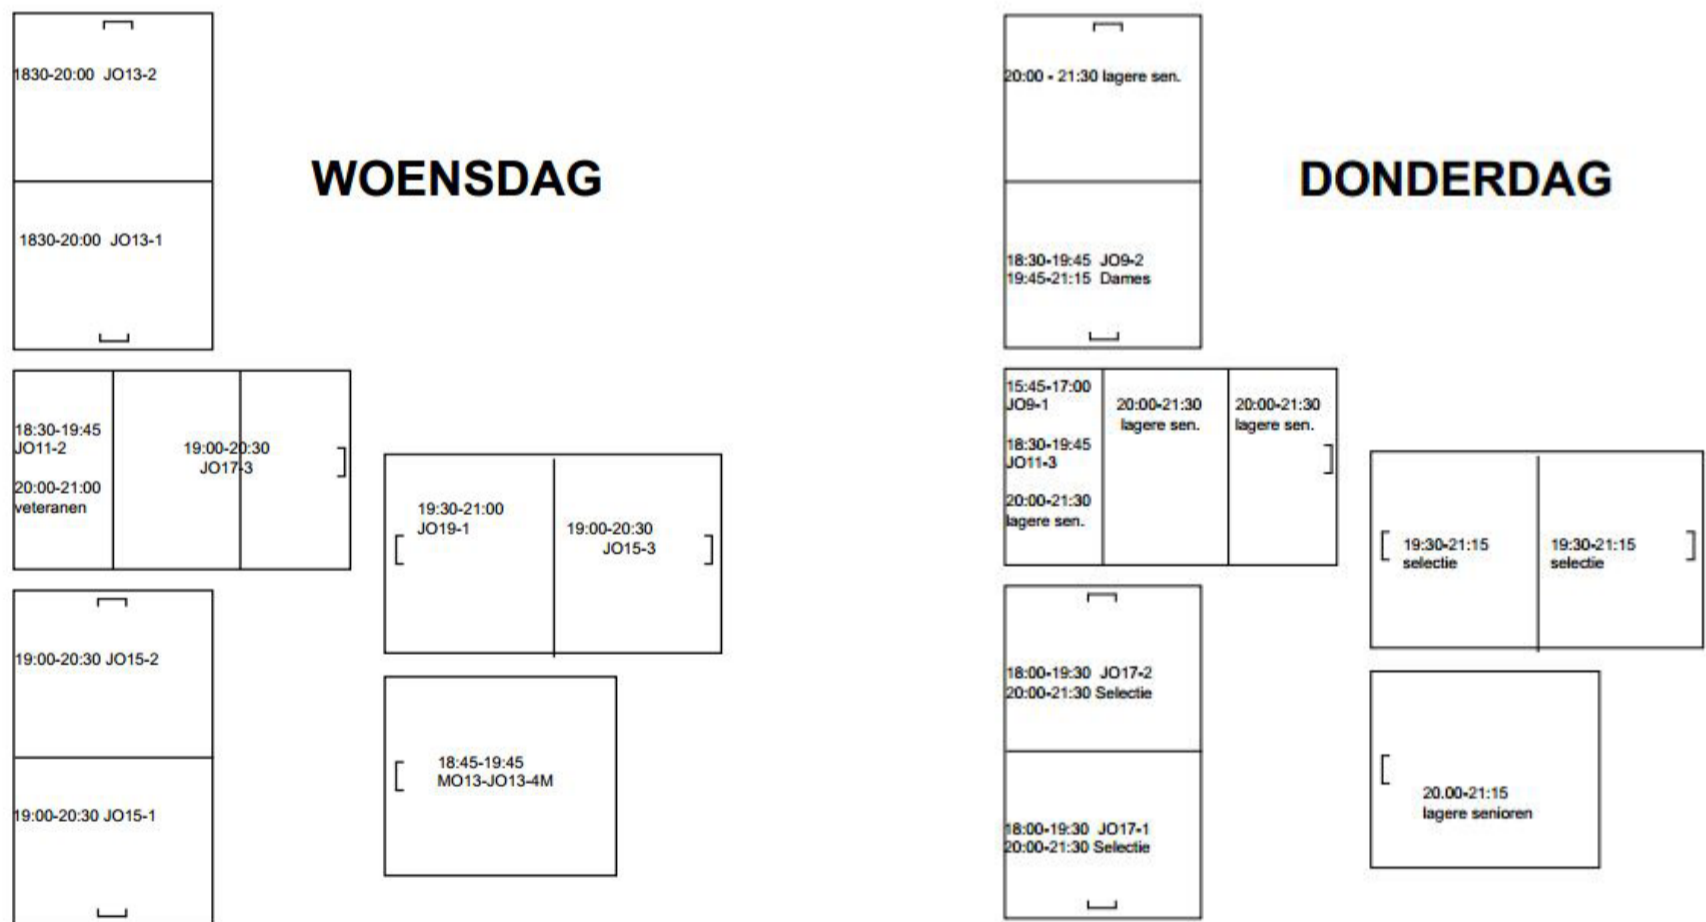 1830-20:00 JO13-2
WOENSDAG
1830-20:00 JO13-1
18:30-19:45
JO11-2
20:00-21:00
veteranen
19:00-20:30
JO17-3
19:30-21:00
JO19-1
19:00-20:30
JO15-3
19:00-20:30 JO15-2
19:00-20:30 JO15-1
18:45-19:45
MO13-JO13-4M
20:00 - 21:30 lagere sen.
DONDERDAG
18:30-19:45 JO9-2
19:45-21:15 Dames
15:45-17:00
JO9-1
18:30-19:45
JO11-3
20:00-21:30
lagere sen.
20:00-21:30
lagere sen.
20:00-21:30
lagere sen.
19:30-21:15
selectie
19:30-21:15
selectie
18:00-19:30 JO17-2
20:00-21:30 Selectie
18:00-19:30 JO17-1
20:00-21:30 Selectie
20.00-21:15
lagere senioren